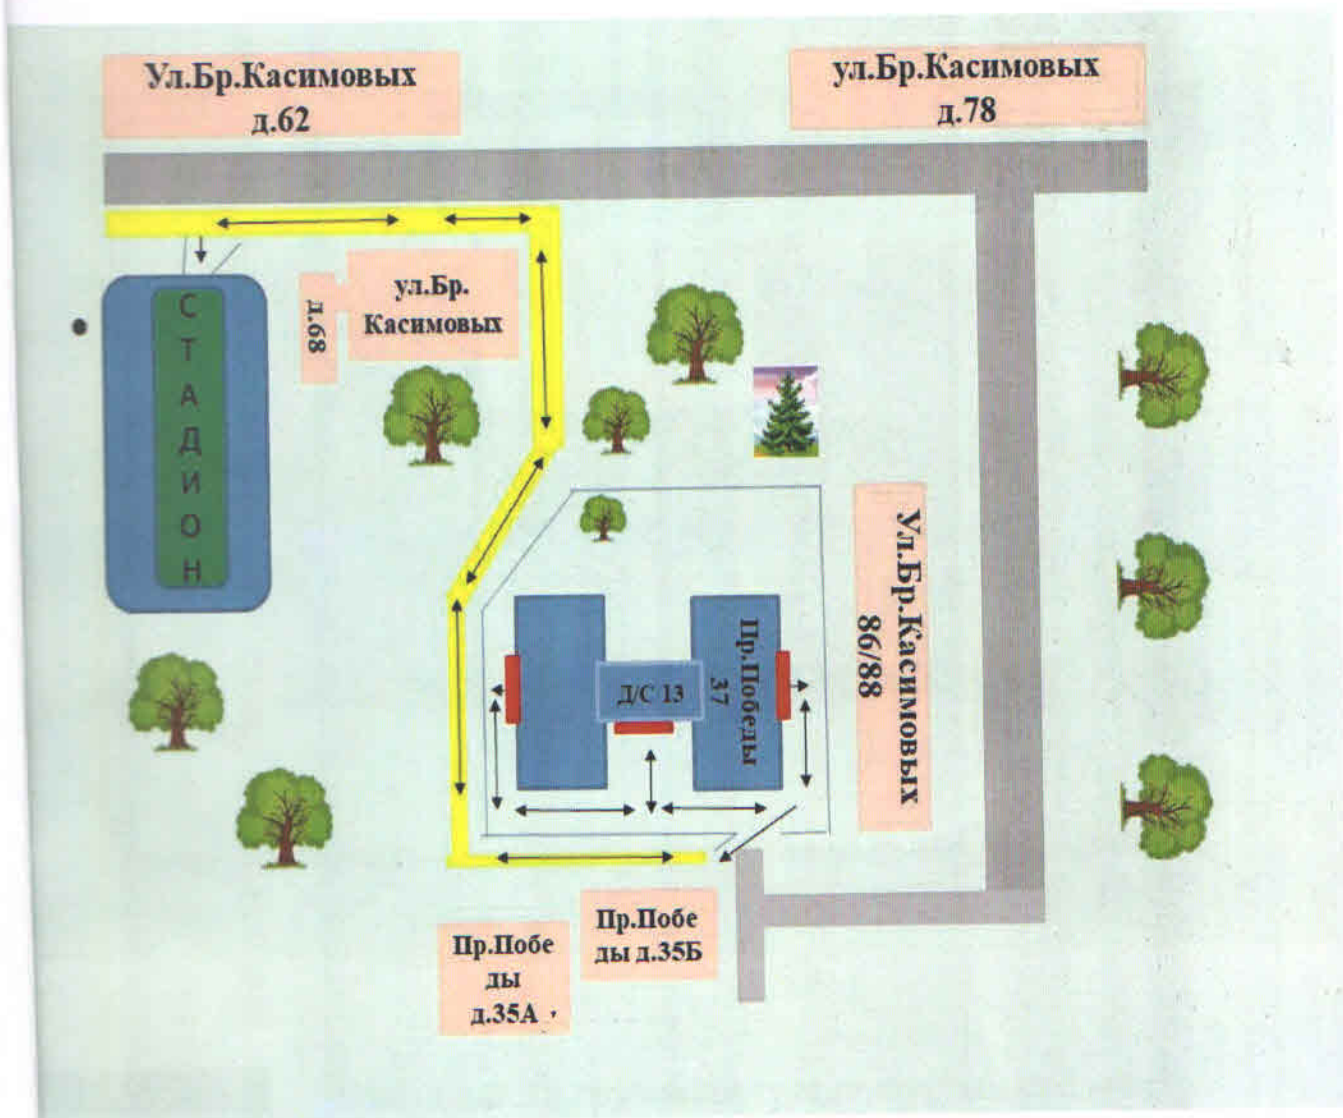 Ул.Бр.Касимовых
д.62
ул.Бр.Касимовых
д.78
ул.Бр.
Касимовых
д.68
СТАДИОН
Ул.Бр.Касимовых
86/88
Д/С 13
Пр.Победы
37
Пр.Побе
ды д.35Б
Пр.Побе
ды
д.35А